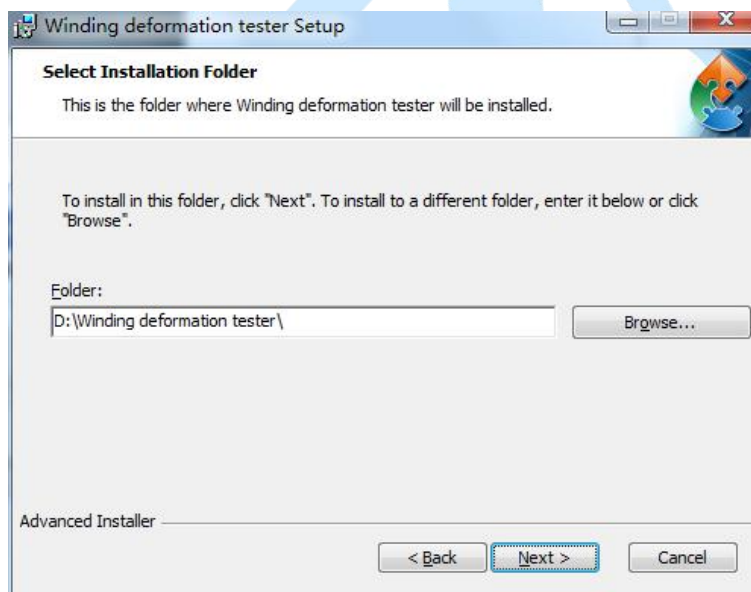 Winding deformation tester Setup
Select Installation Folder
This is the folder where Winding deformation tester will be installed.
To install in this folder, click "Next". To install to a different folder, enter it below or click
"Browse".
Folder:
D:\Winding deformation tester\
Browse...
Advanced Installer
< Back
Next >
Cancel